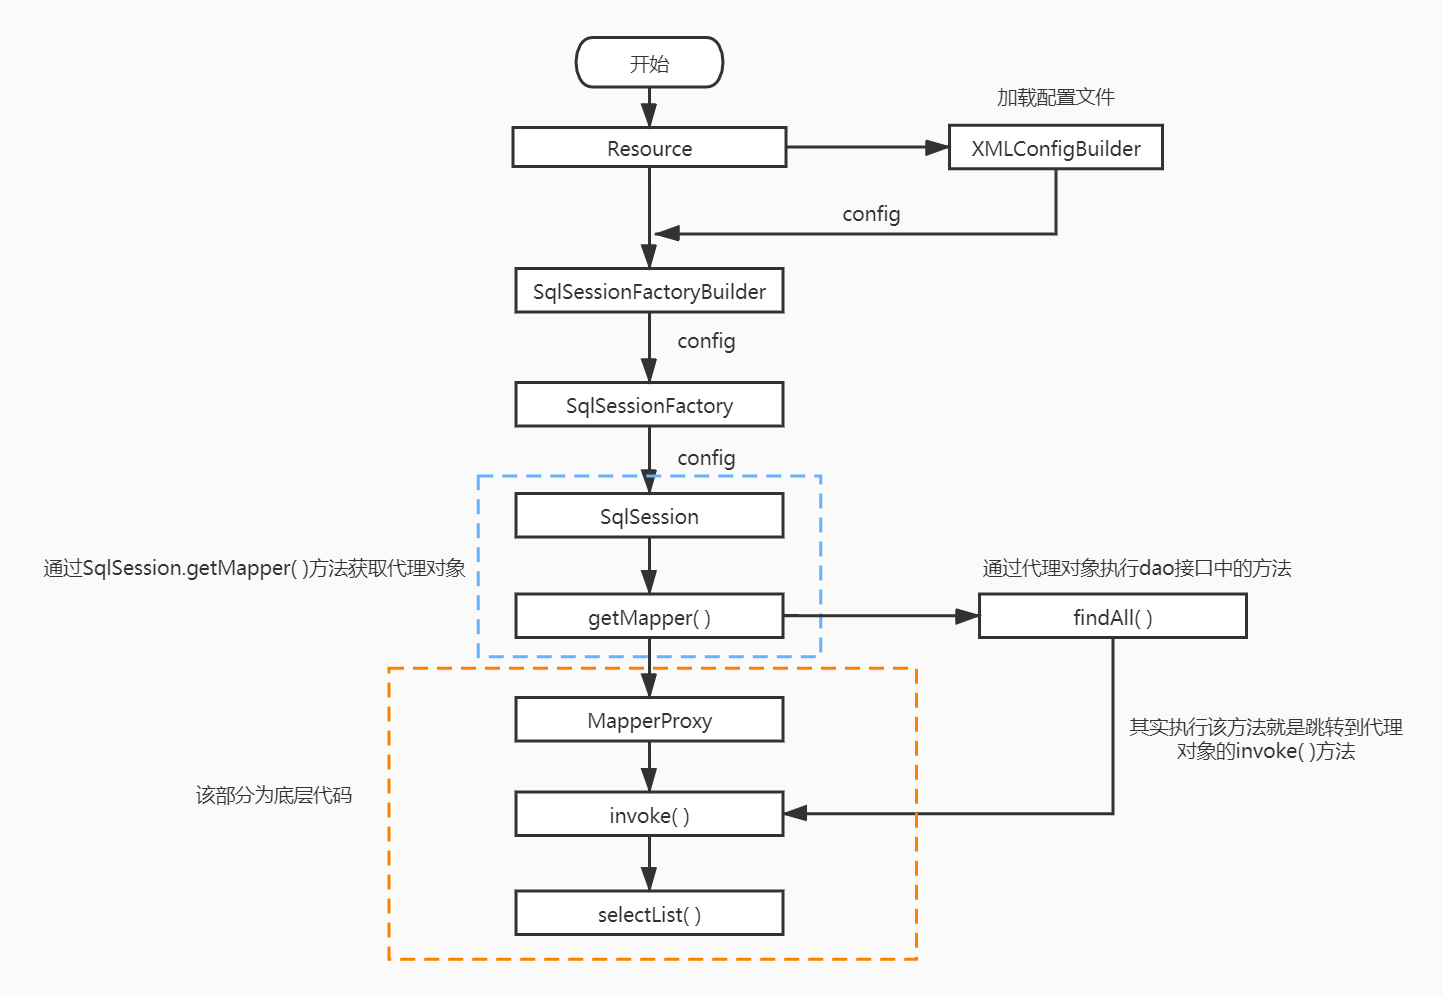 开始
加载配置文件
Resource
XMLConfigBuilder
config
SqlSessionFactoryBuilder
config
SqlSessionFactory
config
SqlSession
通过SqlSession.getMapper( )方法获取代理对象
通过代理对象执行dao接口中的方法
getMapper( )
findAll( )
MapperProxy
其实执行该方法就是跳转到代理
对象的invoke( )方法
该部分为底层代码
invoke( )
selectList( )